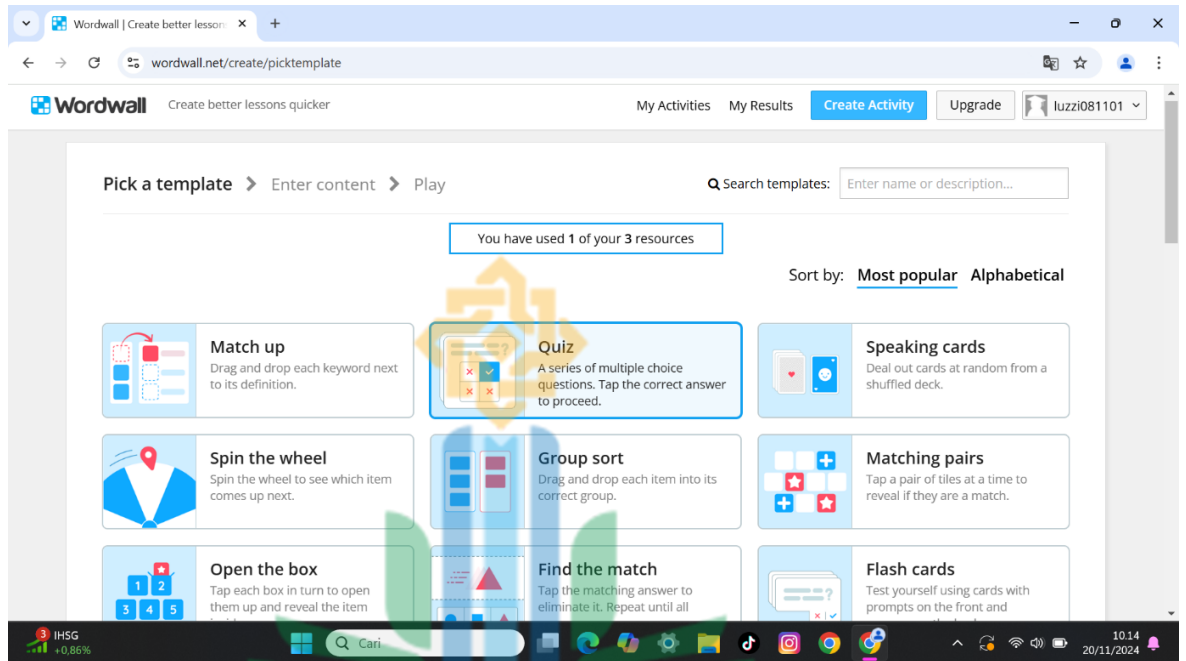 Wordwall | Create better lesson
wordwall.net/create/picktemplate
Wordwall Create better lessons quicker My Activities My Results Create Activity Upgrade luzzi081101
Pick a template Enter content Play Search templates: Enter name or description...
You have used 1 of your 3 resources
Sort by: Most popular Alphabetical
Match up
Drag and drop each keyword next
to its definition.
Quiz
A series of multiple choice
questions. Tap the correct answer
to proceed.
Speaking cards
Deal out cards at random from a
shuffled deck.
Spin the wheel
Spin the wheel to see which item
comes up next.
Group sort
Drag and drop each item into its
correct group.
Matching pairs
Tap a pair of tiles at a time to
reveal if they are a match.
Open the box
Tap each box in turn to open
them up and reveal the item
1 2
3 4 5
Find the match
Tap the matching answer to
eliminate it. Repeat until all
Flash cards
Test yourself using cards with
prompts on the front and
3 IHSG
+0,86%
Cari
10.14
20/11/2024